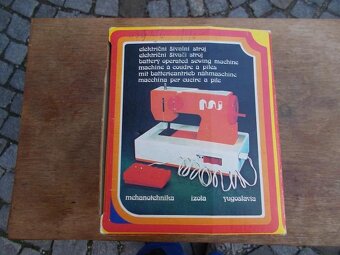 električni šivalni stroj
električni šivaći stroj
battery operated sewing machine
machine a coudre a piles
mit batterieantrieb nähmaschine
macchina per cucire a pile
mehanotehnika izola yugoslavia